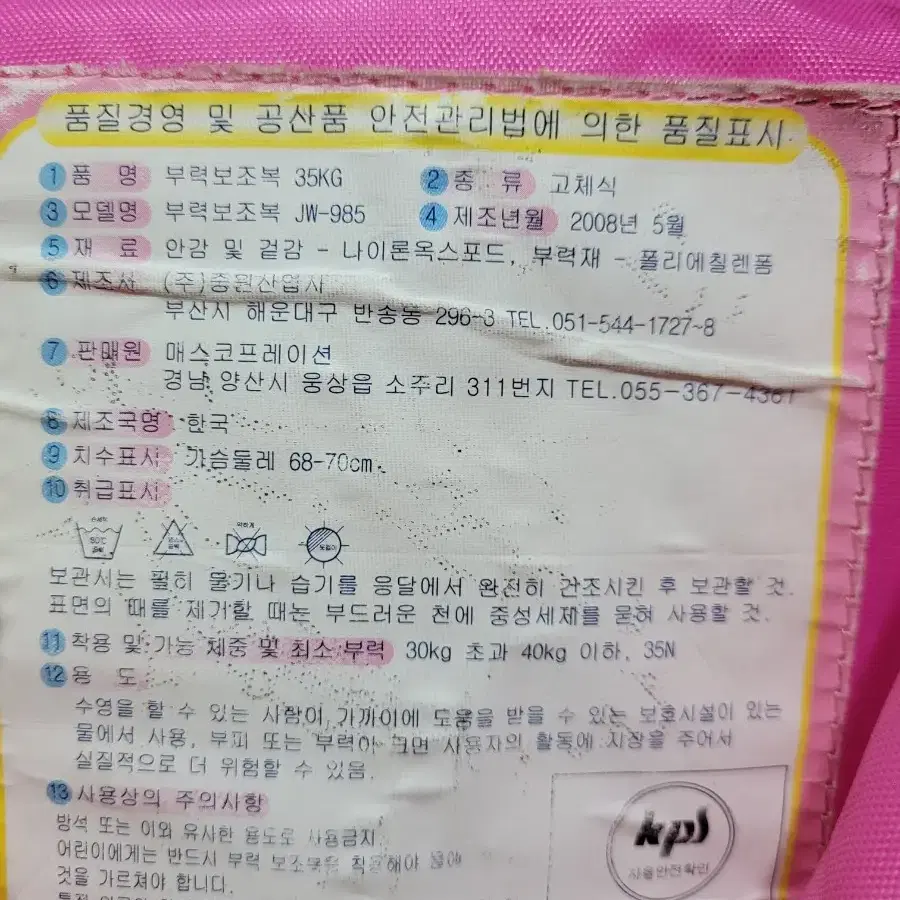 품질경영 및 공산품 안전관리법에 의한 품질표시
1 품 명 부력보조복 35KG 2 종 류 고체식
3 모델명 부력보조복 JW-985 4 제조년월 2008년 5월
5 재 료 안감 및 겉감 - 나이론옥스포드, 부력재 - 폴리에칠렌폼
6 제조서 (주)종원산업사
부산시 해운대구 반송동 296-3 TEL.051-544-1727~8
7 판매원 매스코프레이션
경남 양산시 웅상읍 소주리 311번지 TEL.055-367-4361
8 제조국명 한국
9 치수표시 가슴둘레 68-70cm
10 취급표시
보관서는 필히 물기나 습기를 응달에서 완전히 건조시킨 후 보관할 것.
표면의 때를 제거할 때는 부드러운 천에 중성세제를 묻혀 사용할 것.
11 착용 및 가능 체중 및 최소 부력 30kg 초과 40kg 이하, 35N
12 용 도
수영을 할 수 있는 사람이 가까이에 도움을 받을 수 있는 보호시설이 있는
물에서 사용, 부피 또는 부력이 크면 사용자의 활동에 지장을 주어서
실질적으로 더 위험할 수 있음.
13 사용상의 주의사항
방석 또는 이와 유사한 용도로 사용금지
어린이에게는 반드시 부력 보조복을 착용해야
것을 가르쳐야 합니다.
kps
자율안전확인